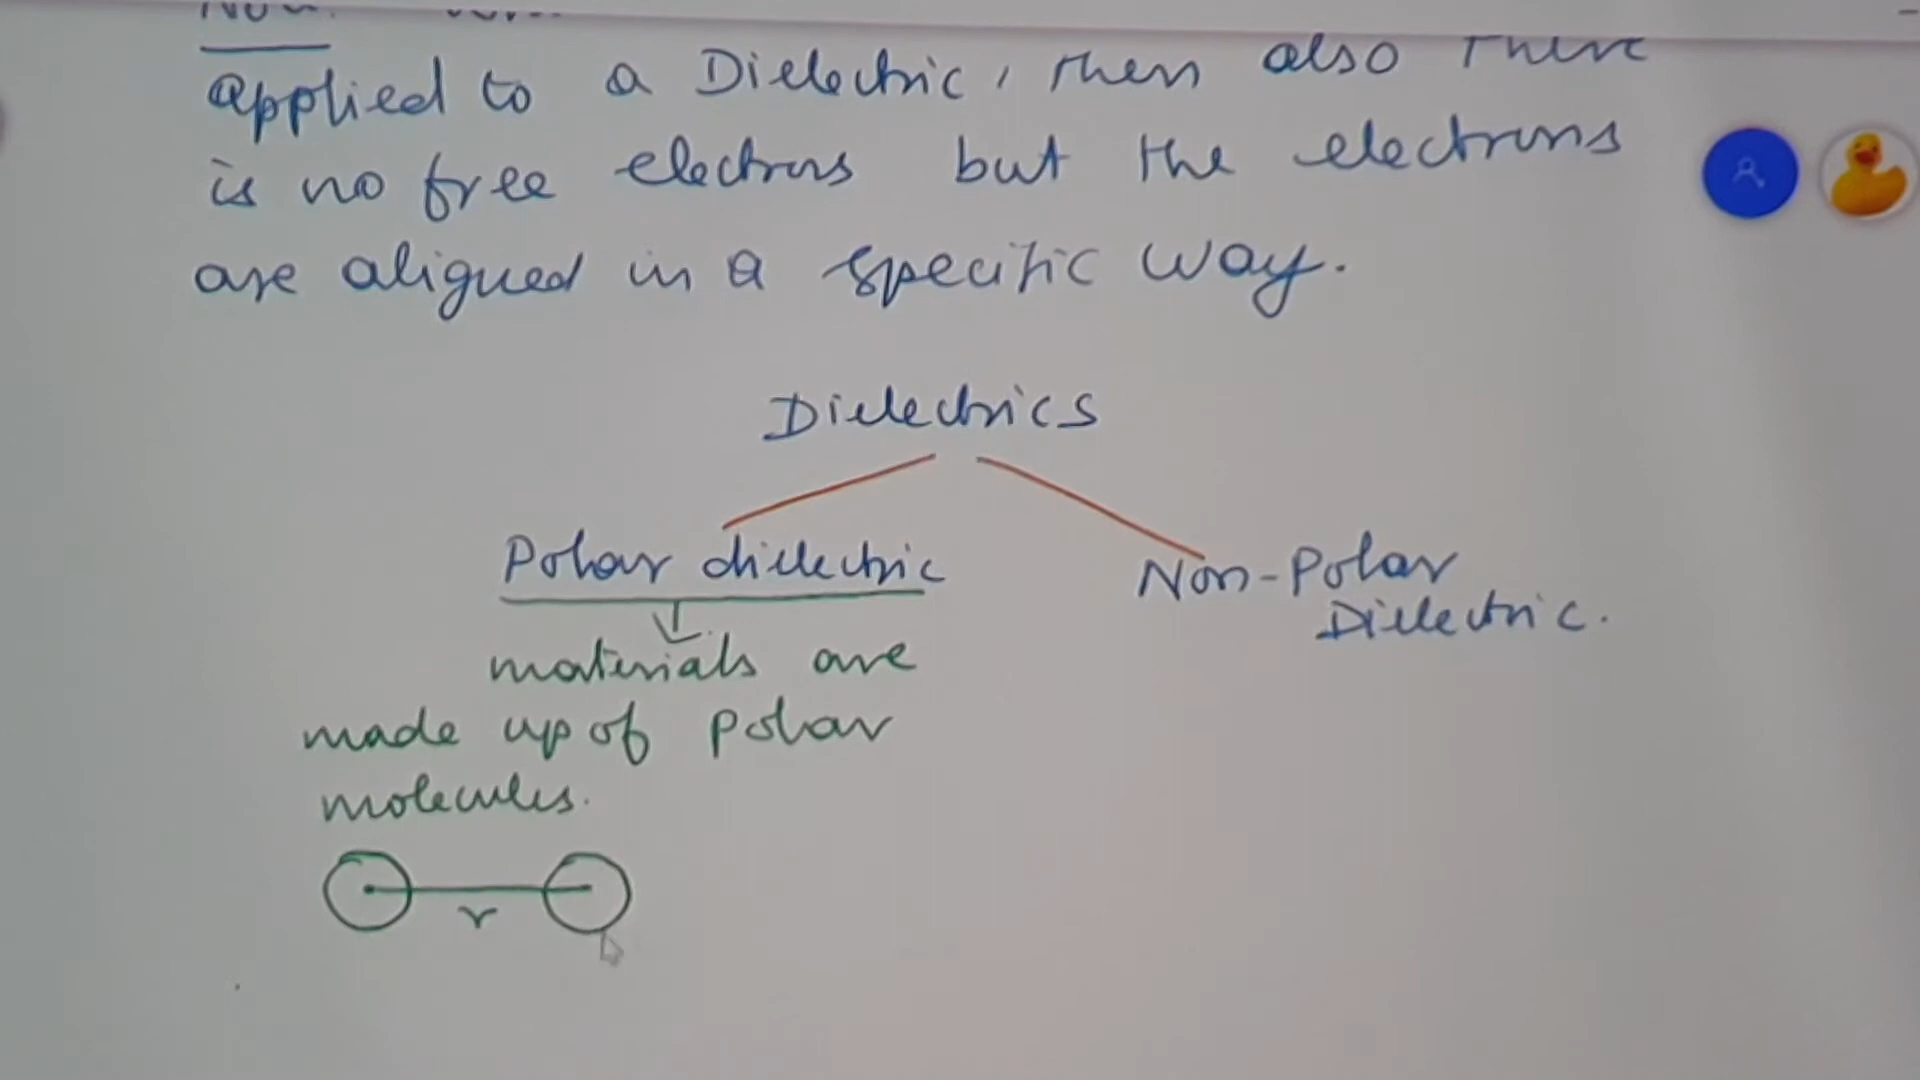 applied to a Dielectric, then also there
is no free electrons but the electrons
are aligned in a specific way.
Dielectrics
Polar dielectric
Non-Polar
Dielectric.
materials are
made up of polar
molecules.
r